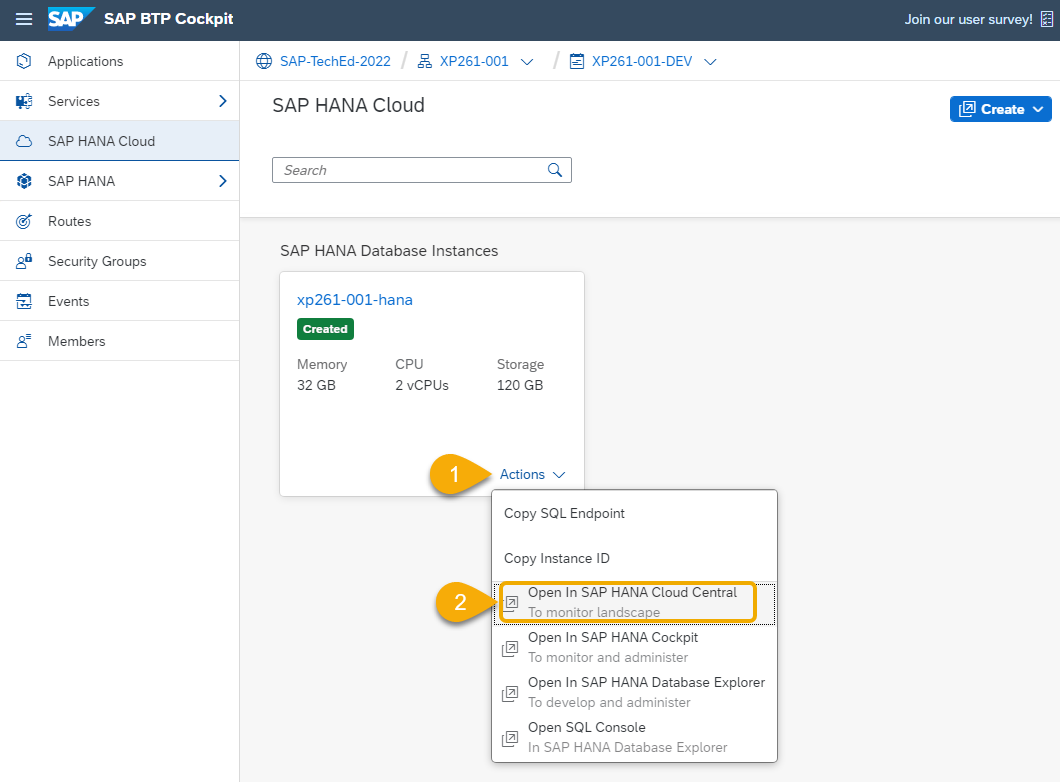 SAP SAP BTP Cockpit
Join our user survey!
Applications
Services
SAP HANA Cloud
SAP HANA
Routes
Security Groups
Events
Members
SAP-TechEd-2022 / XP261-001 / XP261-001-DEV
SAP HANA Cloud
Create
Search
SAP HANA Database Instances
xp261-001-hana
Created
Memory CPU Storage
32 GB 2 vCPUs 120 GB
1 Actions
Copy SQL Endpoint
Copy Instance ID
2
Open In SAP HANA Cloud Central
To monitor landscape
Open In SAP HANA Cockpit
To monitor and administer
Open In SAP HANA Database Explorer
To develop and administer
Open SQL Console
In SAP HANA Database Explorer